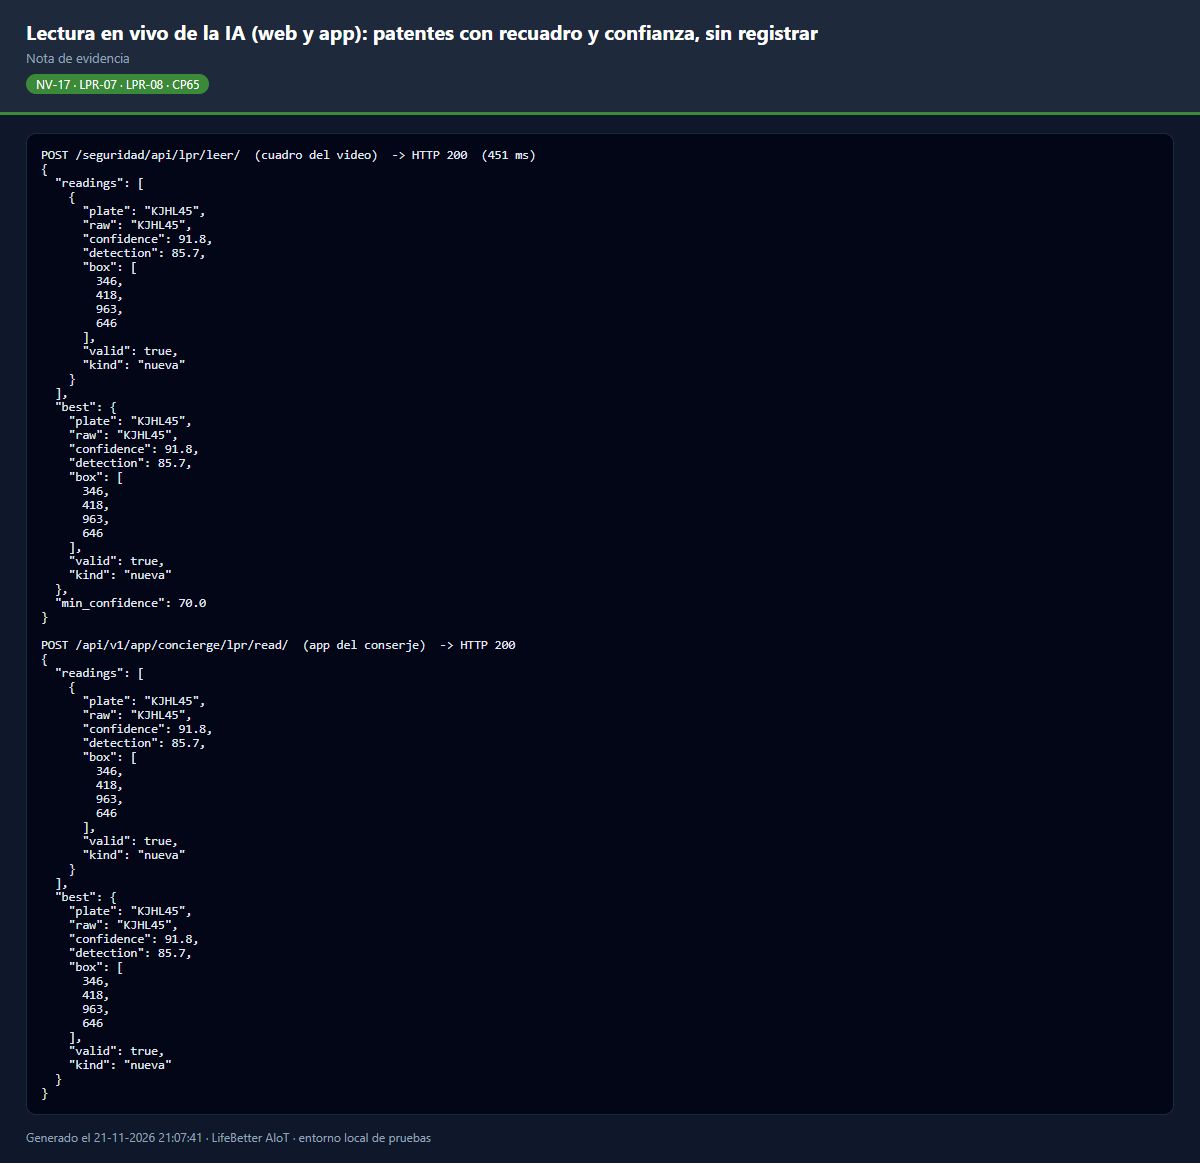 Lectura en vivo de la IA (web y app): patentes con recuadro y confianza, sin registrar
Nota de evidencia
NV-17 · LPR-07 · LPR-08 · CP65
POST /seguridad/api/lpr/leer/  (cuadro del video)  -> HTTP 200  (451 ms)
{
  "readings": [
    {
      "plate": "KJHL45",
      "raw": "KJHL45",
      "confidence": 91.8,
      "detection": 85.7,
      "box": [
        346,
        418,
        963,
        646
      ],
      "valid": true,
      "kind": "nueva"
    }
  ],
  "best": {
    "plate": "KJHL45",
    "raw": "KJHL45",
    "confidence": 91.8,
    "detection": 85.7,
    "box": [
      346,
      418,
      963,
      646
    ],
    "valid": true,
    "kind": "nueva"
  },
  "min_confidence": 70.0
}
POST /api/v1/app/concierge/lpr/read/  (app del conserje)  -> HTTP 200
{
  "readings": [
    {
      "plate": "KJHL45",
      "raw": "KJHL45",
      "confidence": 91.8,
      "detection": 85.7,
      "box": [
        346,
        418,
        963,
        646
      ],
      "valid": true,
      "kind": "nueva"
    }
  ],
  "best": {
    "plate": "KJHL45",
    "raw": "KJHL45",
    "confidence": 91.8,
    "detection": 85.7,
    "box": [
      346,
      418,
      963,
      646
    ],
    "valid": true,
    "kind": "nueva"
  }
}
Generado el 21-11-2026 21:07:41 · LifeBetter AIoT · entorno local de pruebas